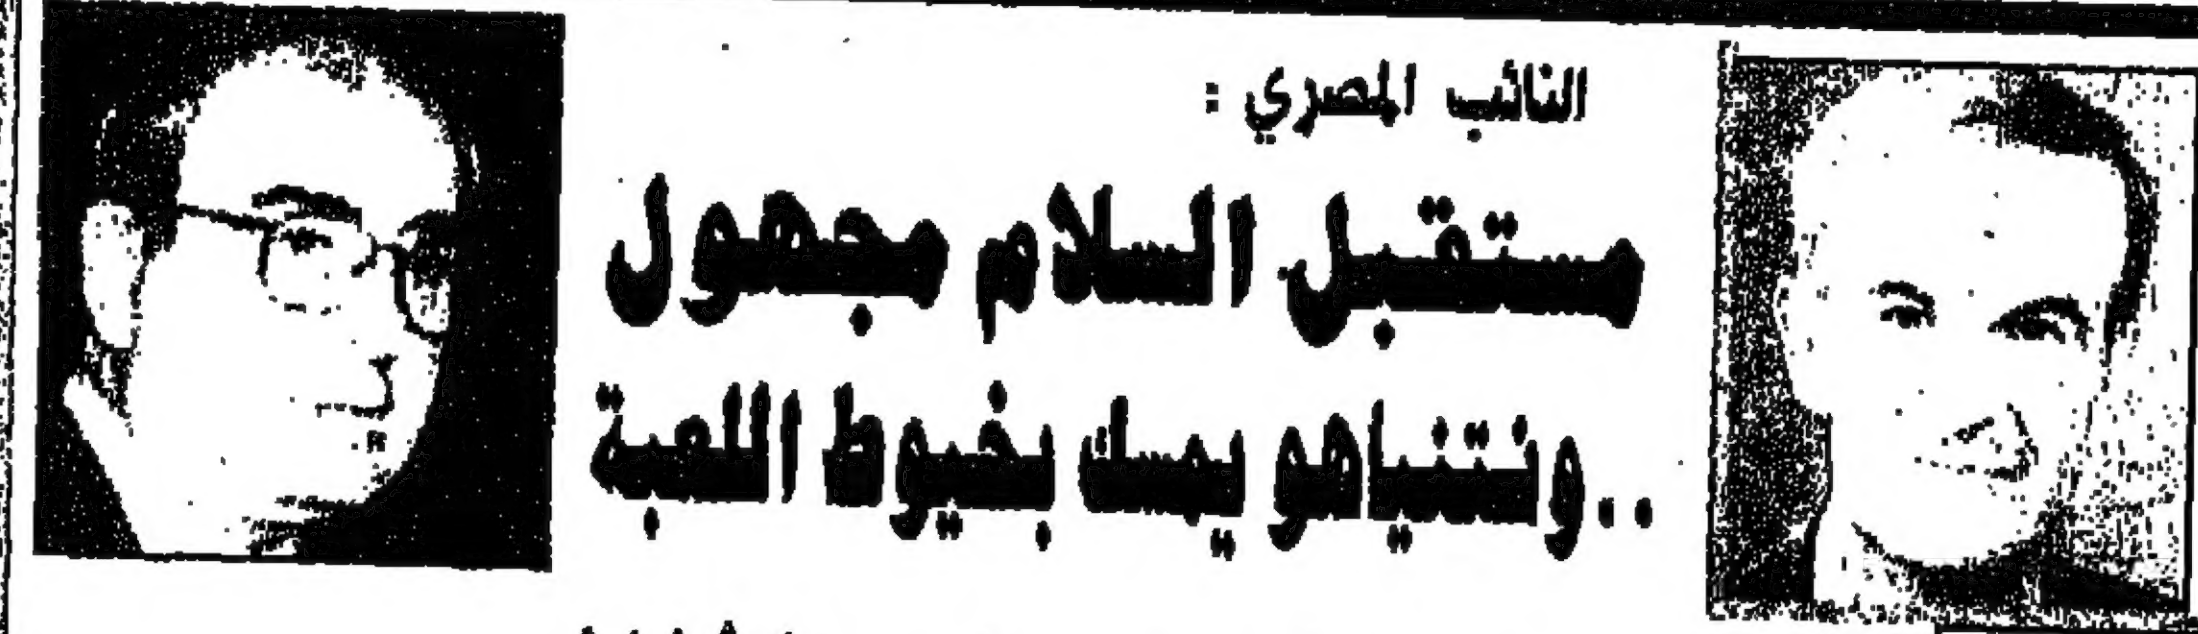 النائب المصري :
مستقبل السلام مجهول
..ونتنياهو يمسك بخيوط اللعبة